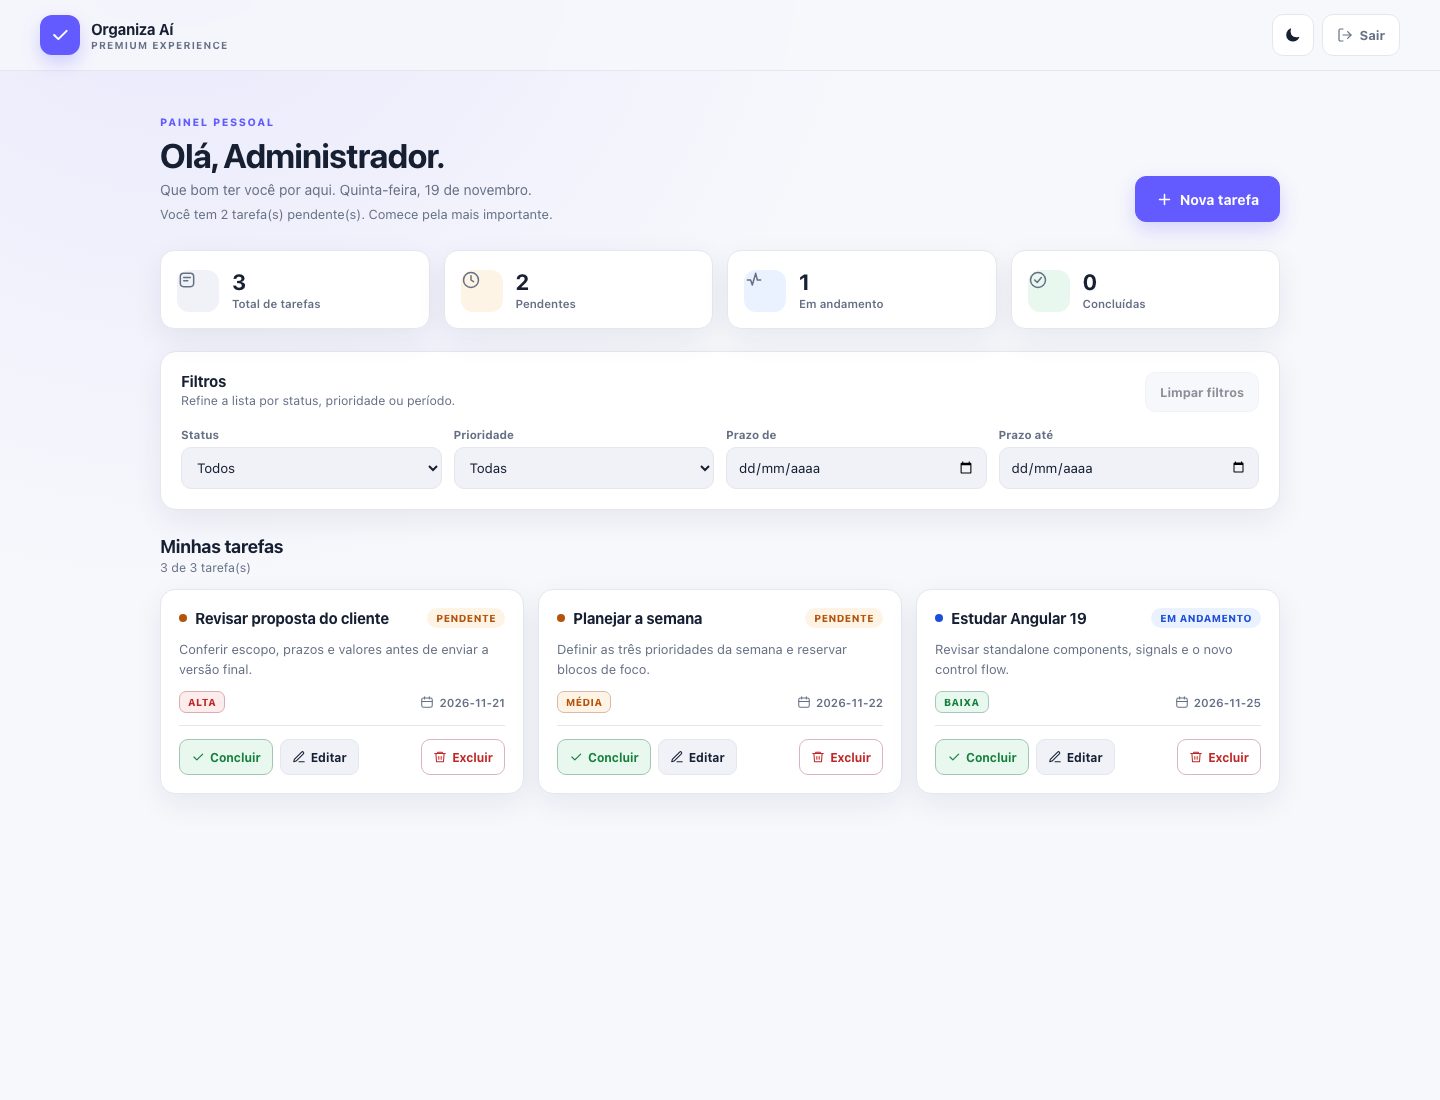 Organiza Aí
PREMIUM EXPERIENCE
Sair
PAINEL PESSOAL
Olá, Administrador.
Que bom ter você por aqui. Quinta-feira, 19 de novembro.
Você tem 2 tarefa(s) pendente(s). Comece pela mais importante.
Nova tarefa
3
Total de tarefas
2
Pendentes
1
Em andamento
0
Concluídas
Filtros
Refine a lista por status, prioridade ou período.
Limpar filtros
Status
Todos
Prioridade
Todas
Prazo de
dd/mm/aaaa
Prazo até
dd/mm/aaaa
Minhas tarefas
3 de 3 tarefa(s)
Revisar proposta do cliente
PENDENTE
Conferir escopo, prazos e valores antes de enviar a
versão final.
ALTA
2026-11-21
Concluir
Editar
Excluir
Planejar a semana
PENDENTE
Definir as três prioridades da semana e reservar
blocos de foco.
MÉDIA
2026-11-22
Concluir
Editar
Excluir
Estudar Angular 19
EM ANDAMENTO
Revisar standalone components, signals e o novo
control flow.
BAIXA
2026-11-25
Concluir
Editar
Excluir